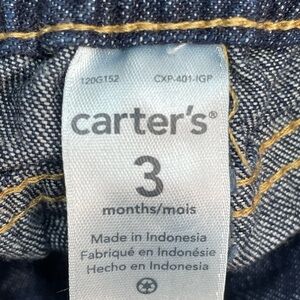 120G152 CXP-401-IGP
carter's®
3
months/mois
Made in Indonesia
Fabriqué en Indonésie
Hecho en Indonesia